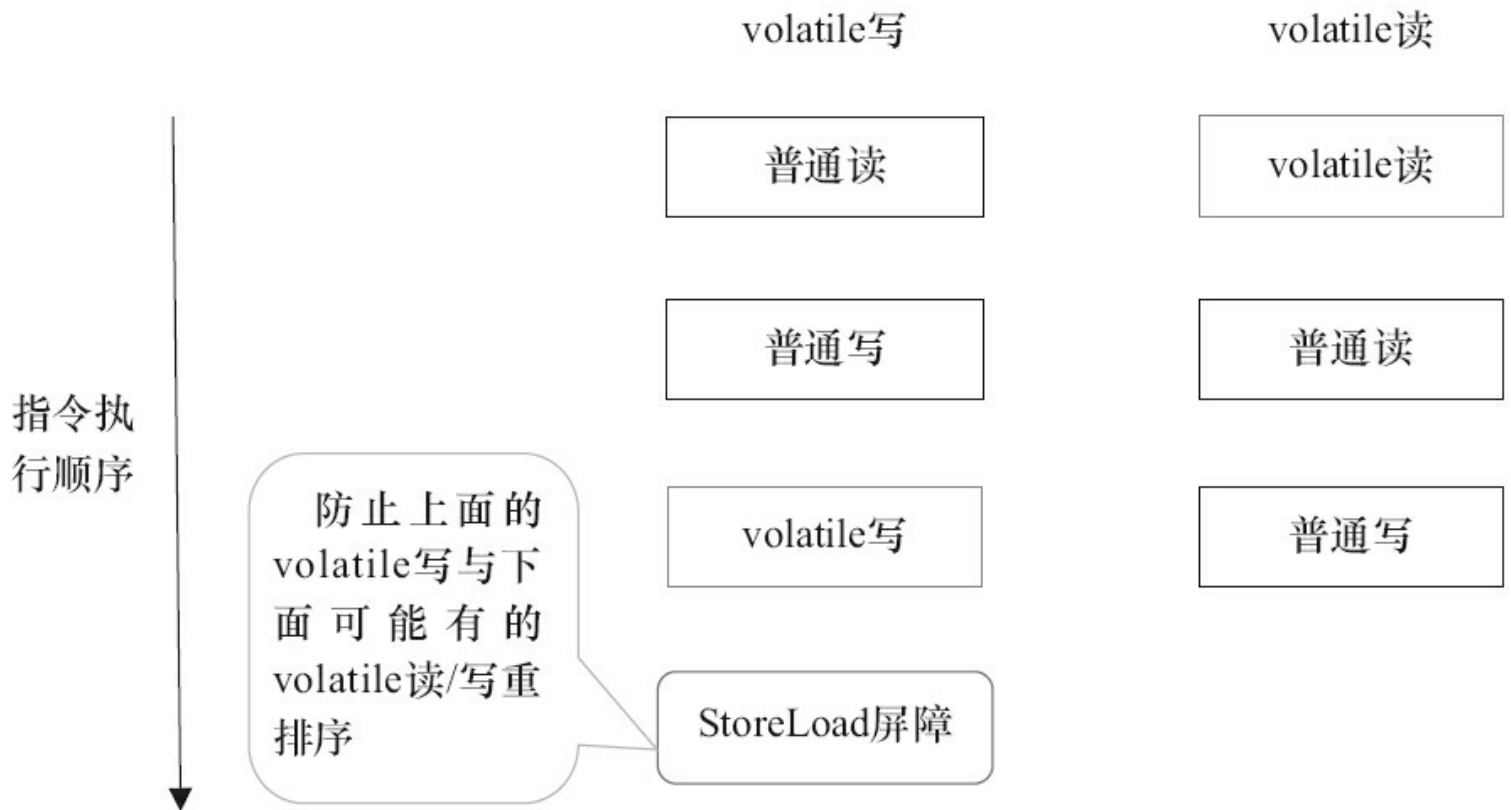 volatile写
volatile读
普通读
volatile读
普通写
普通读
指令执
行顺序
防止上面的
volatile写与下
面可能有的
volatile读/写重
排序
volatile写
普通写
StoreLoad屏障